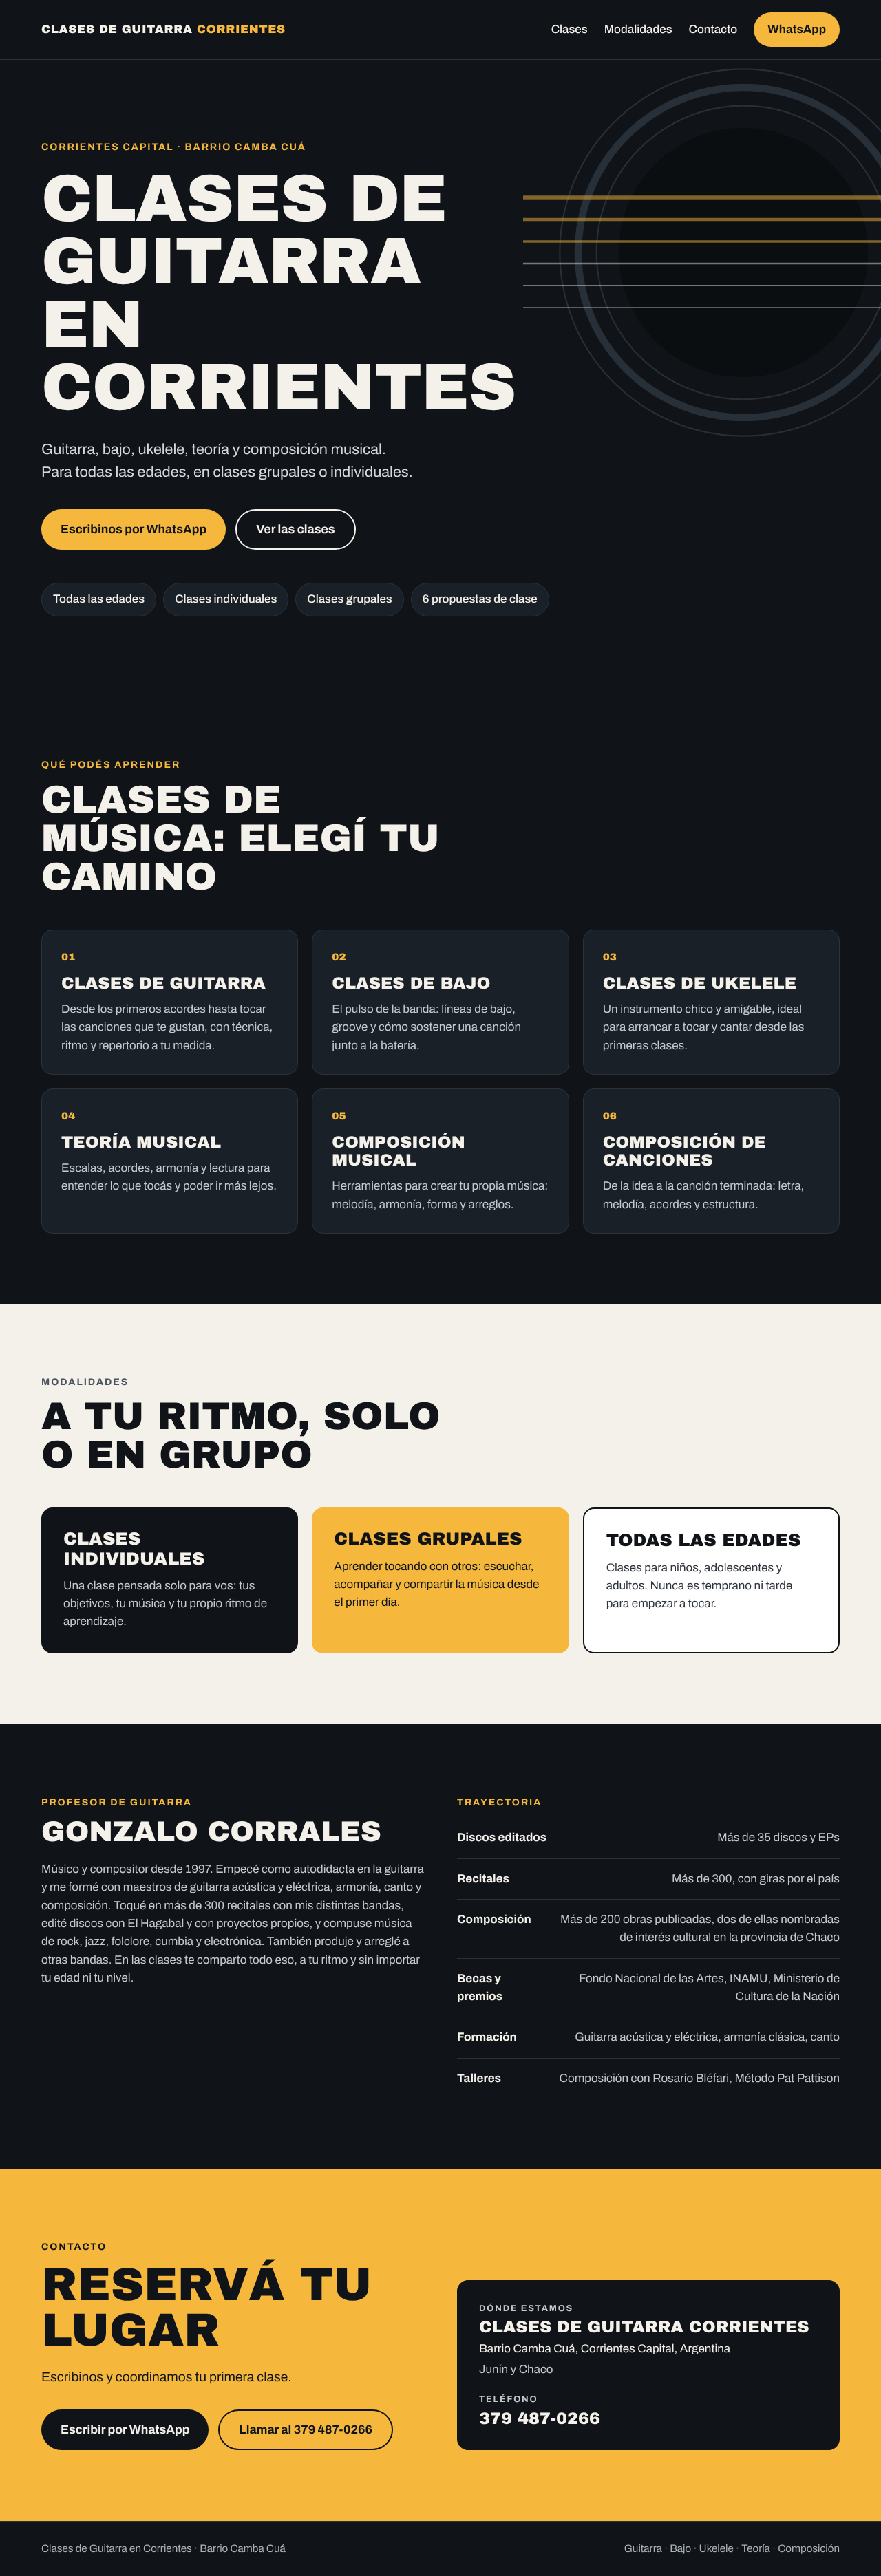 CLASES DE GUITARRA CORRIENTES
Clases
Modalidades
Contacto
WhatsApp
CORRIENTES CAPITAL · BARRIO CAMBA CUÁ
CLASES DE
GUITARRA
EN
CORRIENTES
Guitarra, bajo, ukelele, teoría y composición musical.
Para todas las edades, en clases grupales o individuales.
Escribinos por WhatsApp
Ver las clases
Todas las edades
Clases individuales
Clases grupales
6 propuestas de clase
QUÉ PODÉS APRENDER
CLASES DE
MÚSICA: ELEGÍ TU
CAMINO
01
CLASES DE GUITARRA
Desde los primeros acordes hasta tocar
las canciones que te gustan, con técnica,
ritmo y repertorio a tu medida.
02
CLASES DE BAJO
El pulso de la banda: líneas de bajo,
groove y cómo sostener una canción
junto a la batería.
03
CLASES DE UKELELE
Un instrumento chico y amigable, ideal
para arrancar a tocar y cantar desde las
primeras clases.
04
TEORÍA MUSICAL
Escalas, acordes, armonía y lectura para
entender lo que tocás y poder ir más lejos.
05
COMPOSICIÓN
MUSICAL
Herramientas para crear tu propia música:
melodía, armonía, forma y arreglos.
06
COMPOSICIÓN DE
CANCIONES
De la idea a la canción terminada: letra,
melodía, acordes y estructura.
MODALIDADES
A TU RITMO, SOLO
O EN GRUPO
CLASES
INDIVIDUALES
Una clase pensada solo para vos: tus
objetivos, tu música y tu propio ritmo de
aprendizaje.
CLASES GRUPALES
Aprender tocando con otros: escuchar,
acompañar y compartir la música desde
el primer día.
TODAS LAS EDADES
Clases para niños, adolescentes y
adultos. Nunca es temprano ni tarde
para empezar a tocar.
PROFESOR DE GUITARRA
GONZALO CORRALES
Músico y compositor desde 1997. Empecé como autodidacta en la guitarra
y me formé con maestros de guitarra acústica y eléctrica, armonía, canto y
composición. Toqué en más de 300 recitales con mis distintas bandas,
edité discos con El Hagabal y con proyectos propios, y compuse música
de rock, jazz, folclore, cumbia y electrónica. También produje y arreglé a
otras bandas. En las clases te comparto todo eso, a tu ritmo y sin importar
tu edad ni tu nivel.
TRAYECTORIA
Discos editados
Más de 35 discos y EPs
Recitales
Más de 300, con giras por el país
Composición
Más de 200 obras publicadas, dos de ellas nombradas
de interés cultural en la provincia de Chaco
Becas y
premios
Fondo Nacional de las Artes, INAMU, Ministerio de
Cultura de la Nación
Formación
Guitarra acústica y eléctrica, armonía clásica, canto
Talleres
Composición con Rosario Bléfari, Método Pat Pattison
CONTACTO
RESERVÁ TU
LUGAR
Escribinos y coordinamos tu primera clase.
Escribir por WhatsApp
Llamar al 379 487-0266
DÓNDE ESTAMOS
CLASES DE GUITARRA CORRIENTES
Barrio Camba Cuá, Corrientes Capital, Argentina
Junín y Chaco
TELÉFONO
379 487-0266
Clases de Guitarra en Corrientes · Barrio Camba Cuá
Guitarra · Bajo · Ukelele · Teoría · Composición